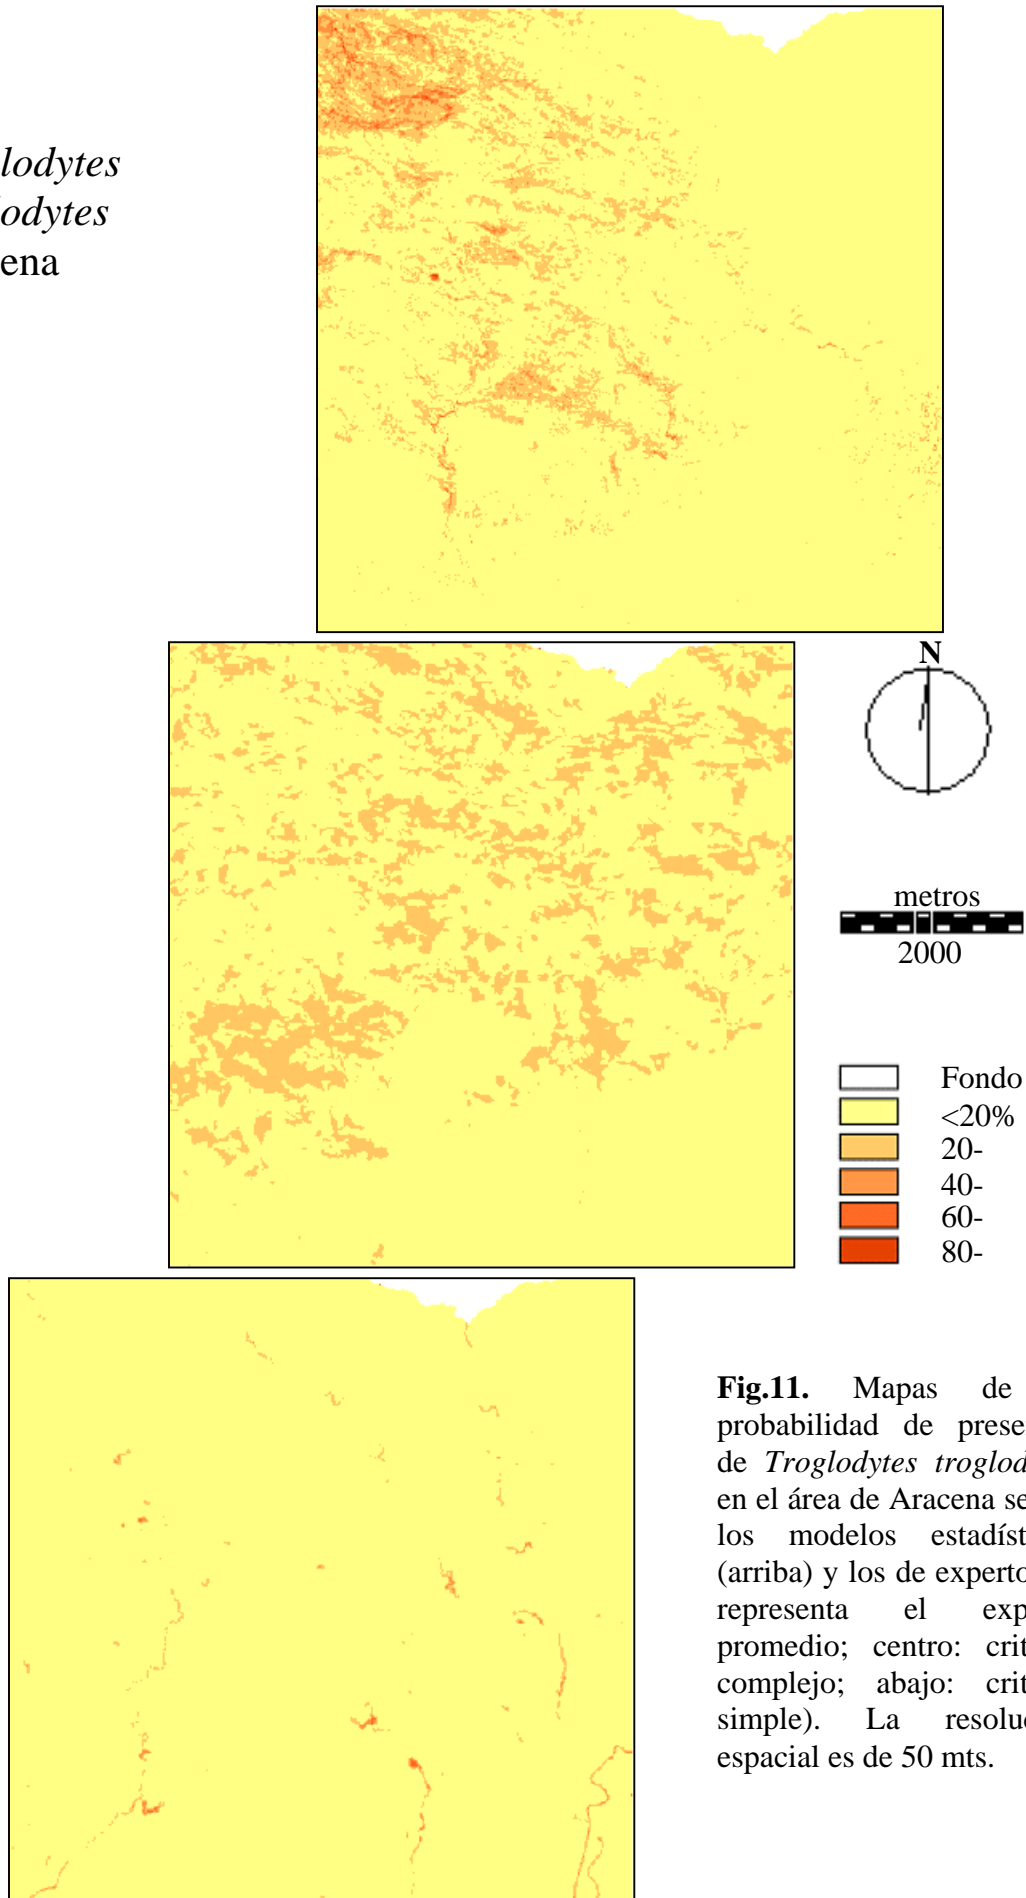 lodytes
odytes
ena
N
metros
2000
Fondo
<20%
20-
40-
60-
80-
Fig.11. Mapas de
probabilidad de prese
de Troglodytes troglod
en el área de Aracena se
los modelos estadíst
(arriba) y los de experto
representa el exp
promedio; centro: crit
complejo; abajo: crit
simple). La resoluc
espacial es de 50 mts.